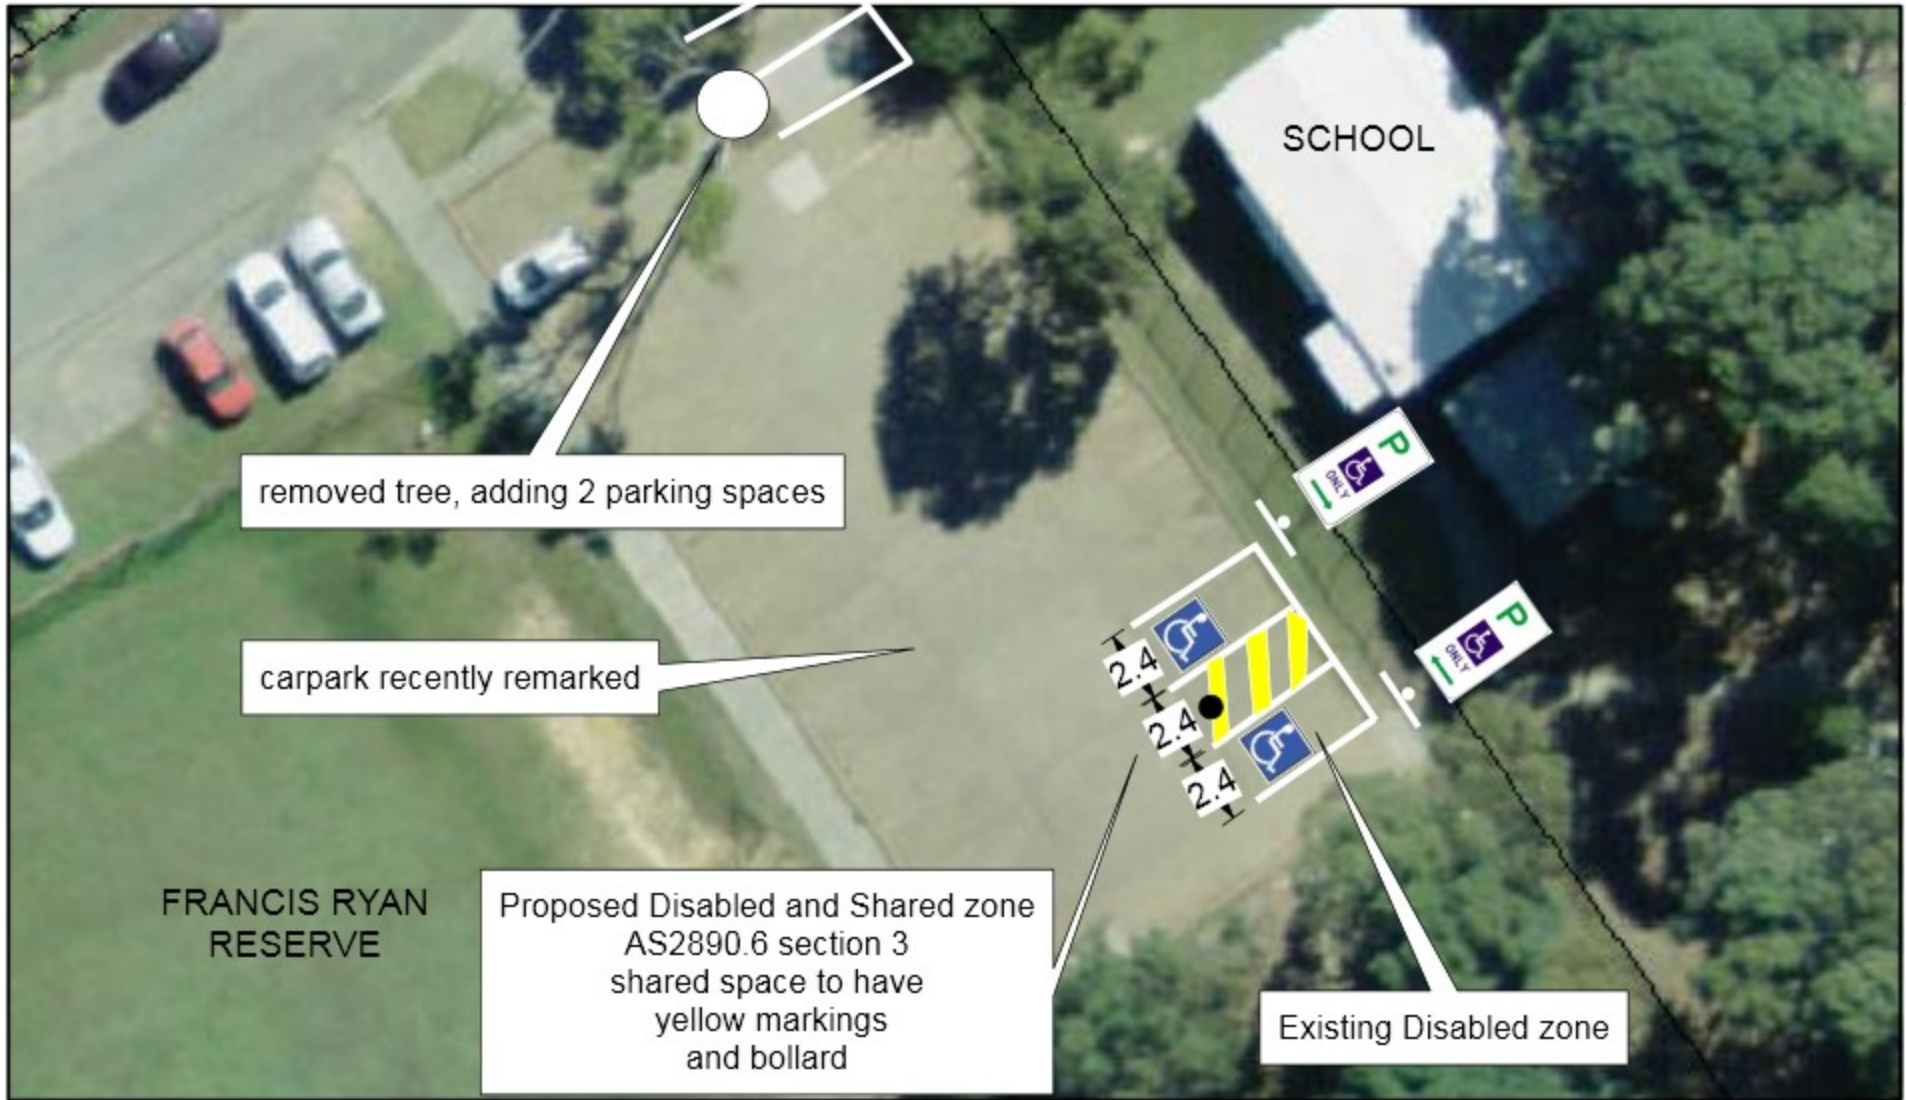 SCHOOL
removed tree, adding 2 parking spaces
P
ONLY
P
ONLY
carpark recently remarked
2.4
2.4
2.4
FRANCIS RYAN
RESERVE
Proposed Disabled and Shared zone
AS2890.6 section 3
shared space to have
yellow markings
and bollard
Existing Disabled zone